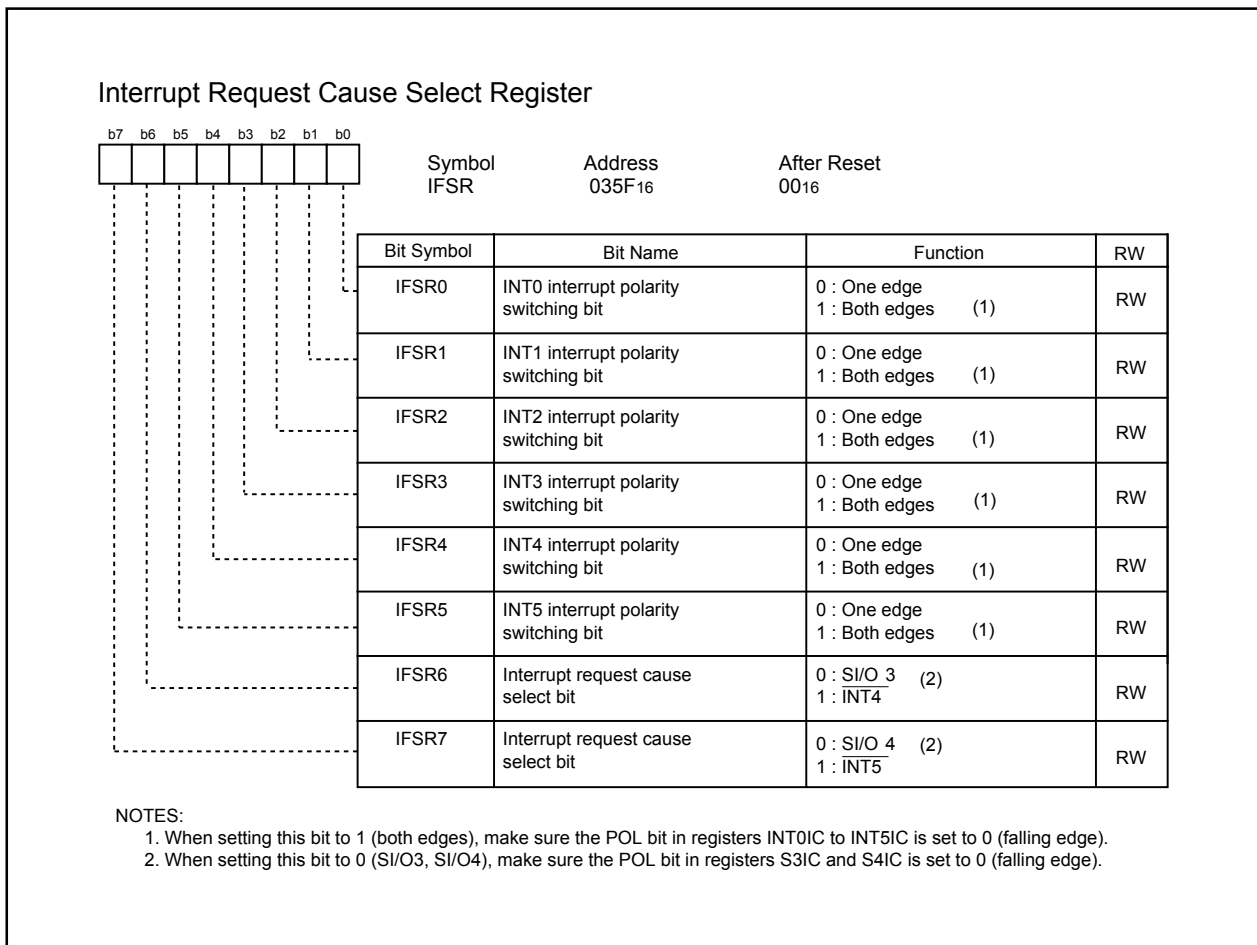 Interrupt Request Cause Select Register
b7 b6 b5 b4 b3 b2 b1 b0
Symbol Address After Reset
IFSR 035F16 0016
Bit Symbol Bit Name Function RW
IFSR0 INT0 interrupt polarity 0 : One edge
switching bit 1 : Both edges (1) RW
IFSR1 INT1 interrupt polarity 0 : One edge
switching bit 1 : Both edges (1) RW
IFSR2 INT2 interrupt polarity 0 : One edge
switching bit 1 : Both edges (1) RW
IFSR3 INT3 interrupt polarity 0 : One edge
switching bit 1 : Both edges (1) RW
IFSR4 INT4 interrupt polarity 0 : One edge
switching bit 1 : Both edges (1) RW
IFSR5 INT5 interrupt polarity 0 : One edge
switching bit 1 : Both edges (1) RW
IFSR6 Interrupt request cause 0 : SI/O 3 (2)
select bit 1 : INT4 RW
IFSR7 Interrupt request cause 0 : SI/O 4 (2)
select bit 1 : INT5 RW
NOTES:
1. When setting this bit to 1 (both edges), make sure the POL bit in registers INT0IC to INT5IC is set to 0 (falling edge).
2. When setting this bit to 0 (SI/O3, SI/O4), make sure the POL bit in registers S3IC and S4IC is set to 0 (falling edge).